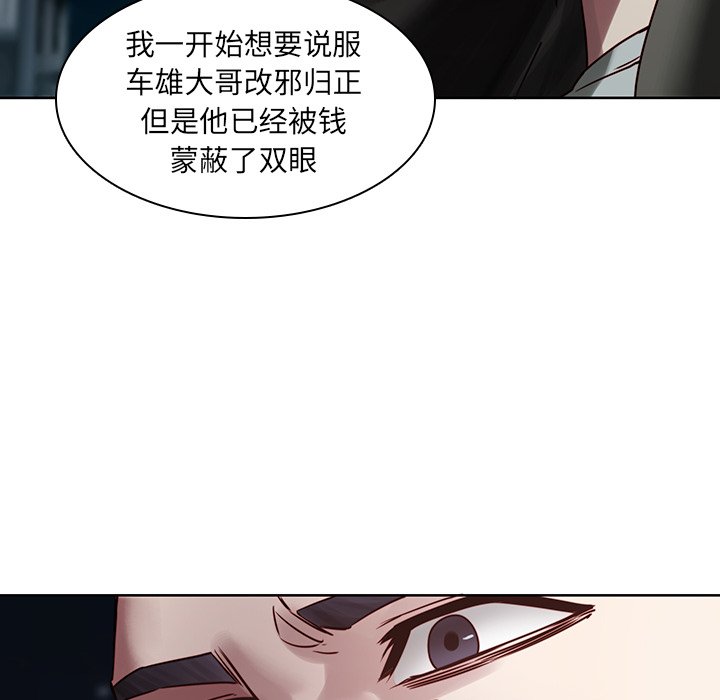 我一开始想要说服
车雄大哥改邪归正
但是他已经被钱
蒙蔽了双眼